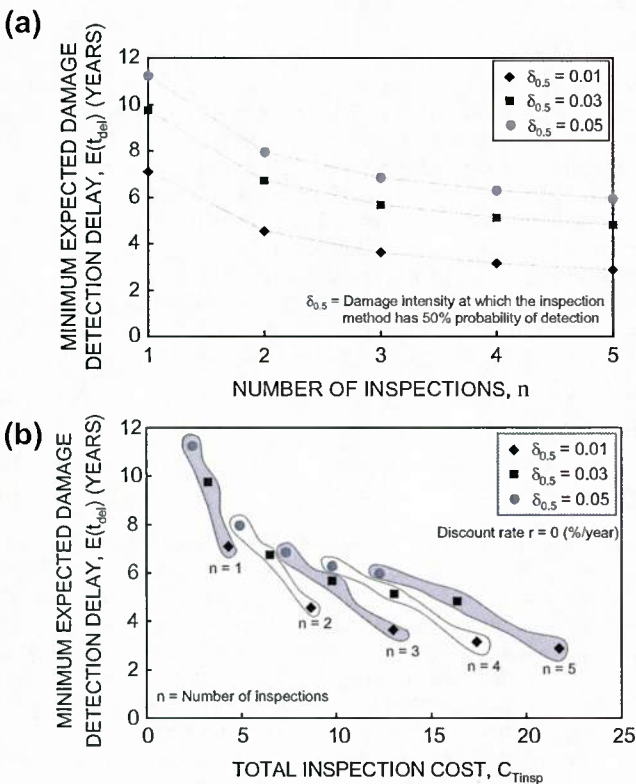 (a)
MINIMUM EXPECTED DAMAGE
DETECTION DELAY, E(t_del) (YEARS)
12
10
8
6
4
2
0
δ0.5 = 0.01
δ0.5 = 0.03
δ0.5 = 0.05
δ0.5 = Damage intensity at which the inspection
method has 50% probability of detection
1 2 3 4 5
NUMBER OF INSPECTIONS, n
(b)
MINIMUM EXPECTED DAMAGE
DETECTION DELAY, E(t_del) (YEARS)
12
10
8
6
4
2
0
δ0.5 = 0.01
δ0.5 = 0.03
δ0.5 = 0.05
Discount rate r = 0 (%/year)
n = 1
n = 2
n = 3
n = 4
n = 5
n = Number of inspections
0 5 10 15 20 25
TOTAL INSPECTION COST, C_Tinsp